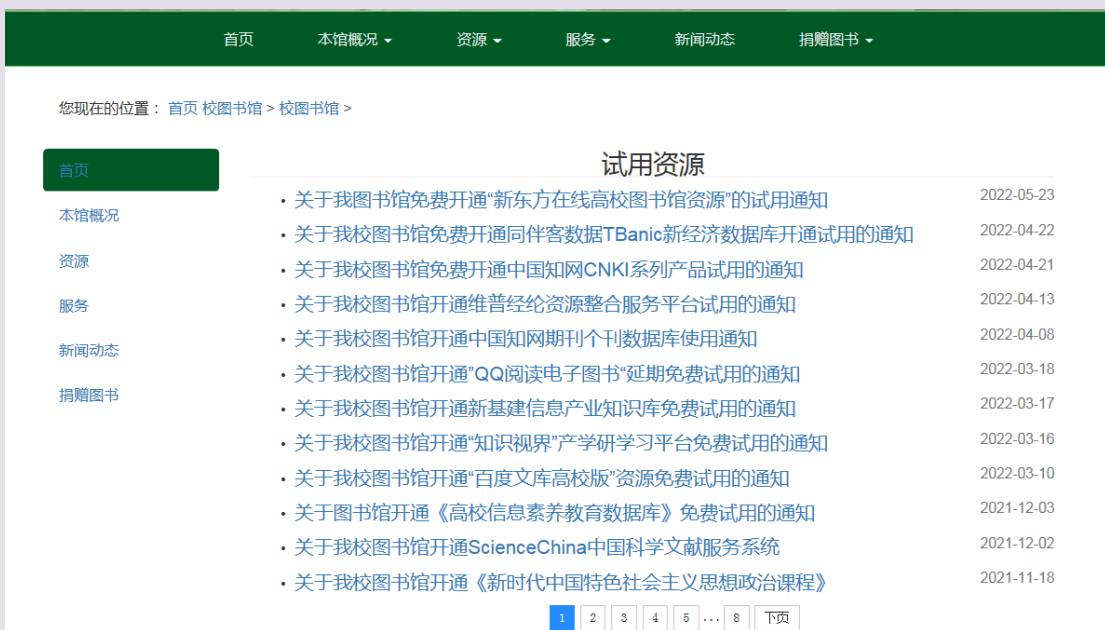 首页 本馆概况 资源 服务 新闻动态 捐赠图书
您现在的位置： 首页 校图书馆 > 校图书馆 >
首页
本馆概况
资源
服务
新闻动态
捐赠图书
试用资源
• 关于我图书馆免费开通“新东方在线高校图书馆资源”的试用通知 2022-05-23
• 关于我校图书馆免费开通同伴客数据TBanic新经济数据库开通试用的通知 2022-04-22
• 关于我校图书馆免费开通中国知网CNKI系列产品试用的通知 2022-04-21
• 关于我校图书馆开通维普经纶资源整合服务平台试用的通知 2022-04-13
• 关于我校图书馆开通中国知网期刊个刊数据库使用通知 2022-04-08
• 关于我校图书馆开通”QQ阅读电子图书“延期免费试用的通知 2022-03-18
• 关于我校图书馆开通新基建信息产业知识库免费试用的通知 2022-03-17
• 关于我校图书馆开通“知识视界”产学研学习平台免费试用的通知 2022-03-16
• 关于我校图书馆开通“百度文库高校版”资源免费试用的通知 2022-03-10
• 关于图书馆开通《高校信息素养教育数据库》免费试用的通知 2021-12-03
• 关于我校图书馆开通ScienceChina中国科学文献服务系统 2021-12-02
• 关于我校图书馆开通《新时代中国特色社会主义思想政治课程》 2021-11-18
1 2 3 4 5 ... 8 下页